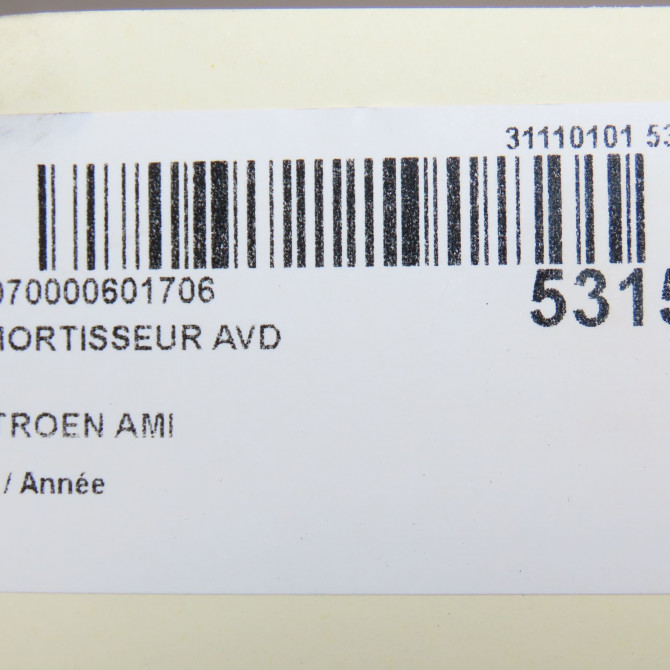 31110101 53
070000601706
5315
MORTISSEUR AVD
TROEN AMI
/ Année